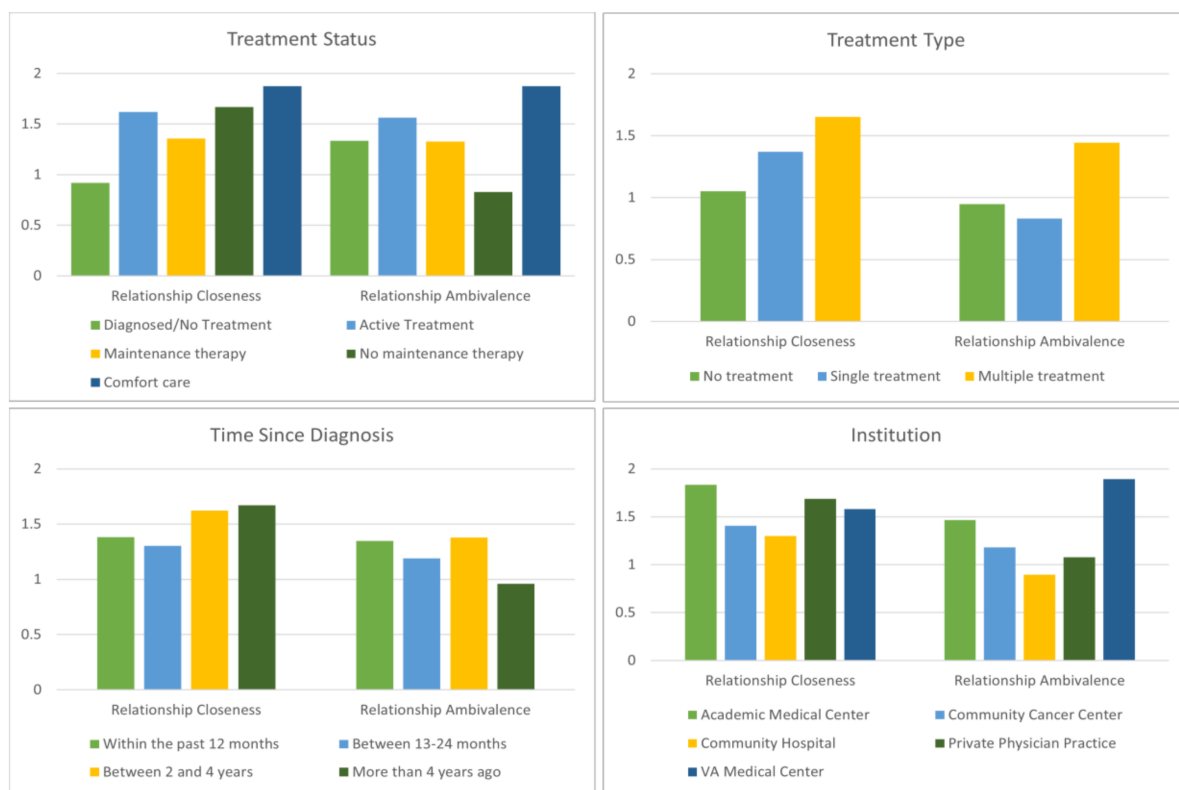 Treatment Status
2
1.5
1
0.5
0
Relationship Closeness Relationship Ambivalence
Diagnosed/No Treatment Active Treatment
Maintenance therapy No maintenance therapy
Comfort care
Treatment Type
2
1.5
1
0.5
0
Relationship Closeness Relationship Ambivalence
No treatment Single treatment Multiple treatment
Time Since Diagnosis
2
1.5
1
0.5
0
Relationship Closeness Relationship Ambivalence
Within the past 12 months Between 13-24 months
Between 2 and 4 years More than 4 years ago
Institution
2
1.5
1
0.5
0
Relationship Closeness Relationship Ambivalence
Academic Medical Center Community Cancer Center
Community Hospital Private Physician Practice
VA Medical Center